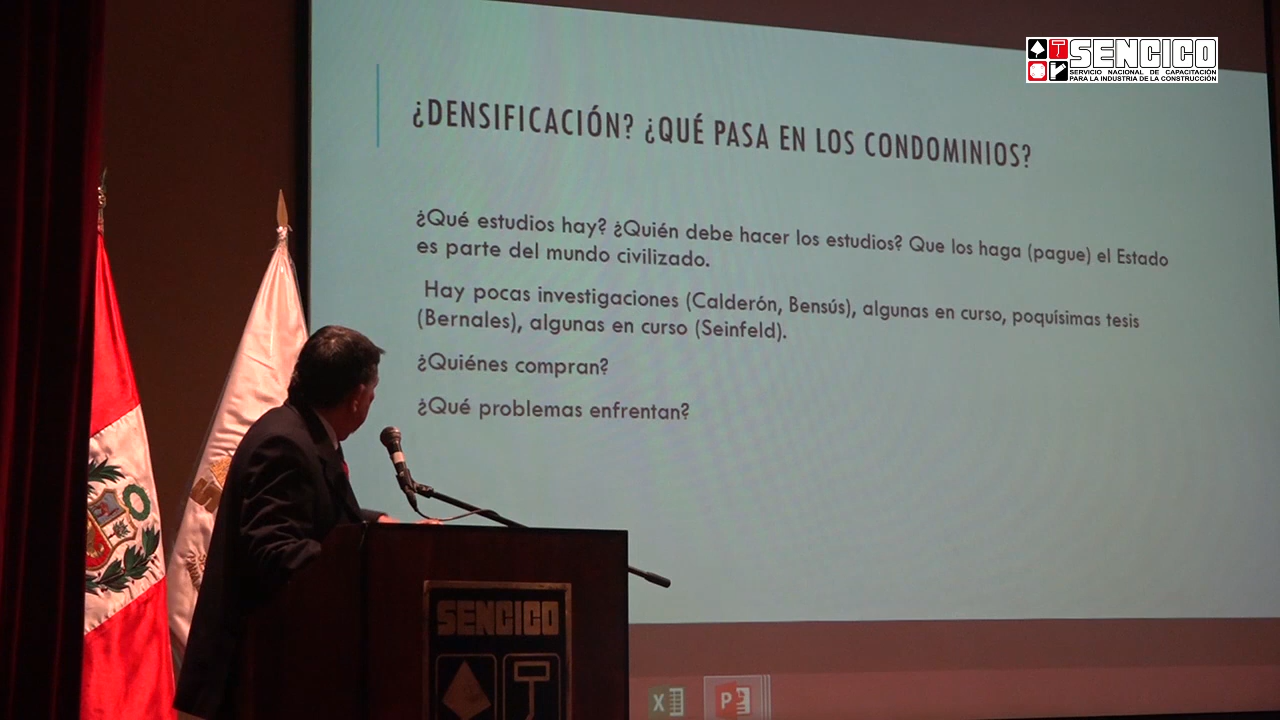 SENCICO
SERVICIO NACIONAL DE CAPACITACIÓN
PARA LA INDUSTRIA DE LA CONSTRUCCIÓN
¿DENSIFICACIÓN? ¿QUÉ PASA EN LOS CONDOMINIOS?
¿Qué estudios hay? ¿Quién debe hacer los estudios? Que los haga (pague) el Estado
es parte del mundo civilizado.
Hay pocas investigaciones (Calderón, Bensús), algunas en curso, poquísimas tesis
(Bernales), algunas en curso (Seinfeld).
¿Quiénes compran?
¿Qué problemas enfrentan?
SENCICO